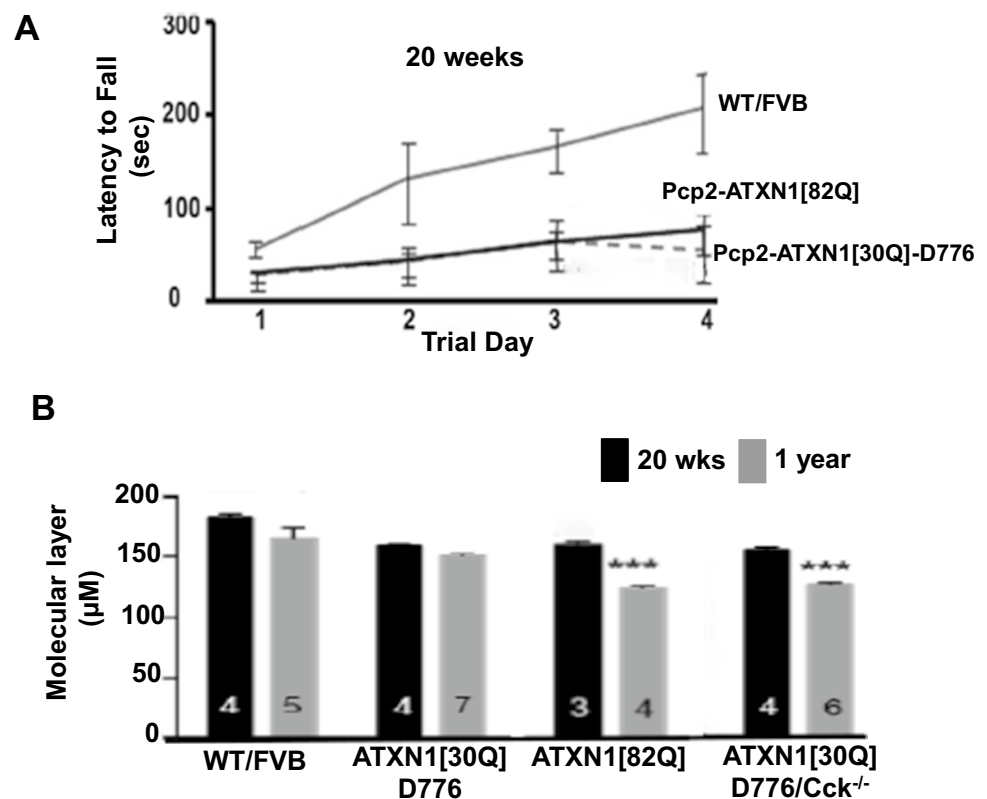 A
300
20 weeks
Latency to Fall
(sec)
200
WT/FVB
Pcp2-ATXN1[82Q]
100
Pcp2-ATXN1[30Q]-D776
0
1 2 3 4
Trial Day
B
20 wks 1 year
200
Molecular layer
(µM)
150
*** ***
100
50
4 5 4 7 3 4 4 6
0
WT/FVB ATXN1[30Q] ATXN1[82Q] ATXN1[30Q]
D776 D776/Cck-/-